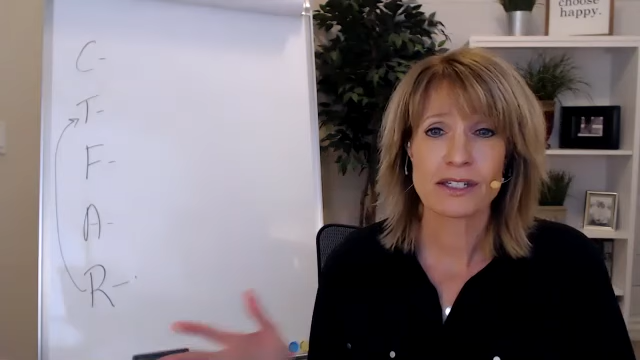 choose
happy.
C-
T-
F-
A-
R-